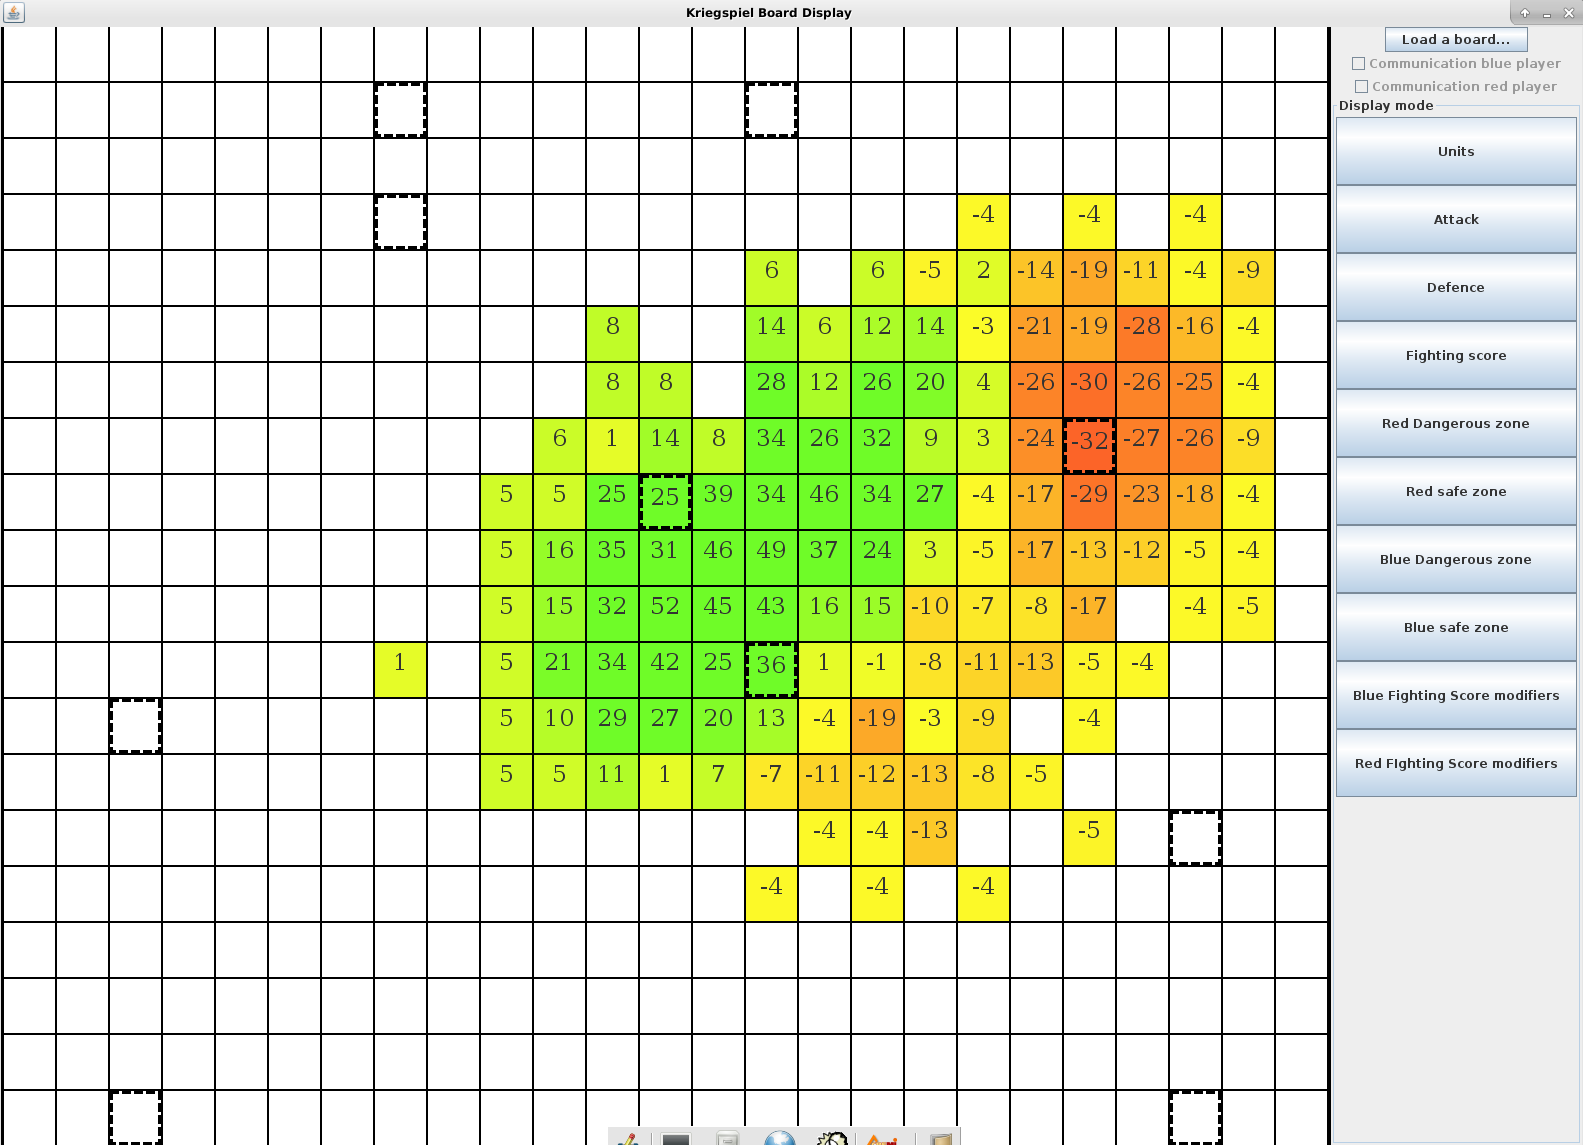 Kriegspiel Board Display
Load a board...
Communication blue player
Communication red player
Display mode
Units
Attack
Defence
Fighting score
Red Dangerous zone
Red safe zone
Blue Dangerous zone
Blue safe zone
Blue Fighting Score modifiers
Red FIghting Score modifiers
-4 -4 -4
6 6 -5 2 -14 -19 -11 -4 -9
8 14 6 12 14 -3 -21 -19 -28 -16 -4
8 8 28 12 26 20 4 -26 -30 -26 -25 -4
6 1 14 8 34 26 32 9 3 -24 -32 -27 -26 -9
5 5 25 25 39 34 46 34 27 -4 -17 -29 -23 -18 -4
5 16 35 31 46 49 37 24 3 -5 -17 -13 -12 -5 -4
5 15 32 52 45 43 16 15 -10 -7 -8 -17 -4 -5
1 5 21 34 42 25 36 1 -1 -8 -11 -13 -5 -4
5 10 29 27 20 13 -4 -19 -3 -9 -4
5 5 11 1 7 -7 -11 -12 -13 -8 -5
-4 -4 -13 -5
-4 -4 -4